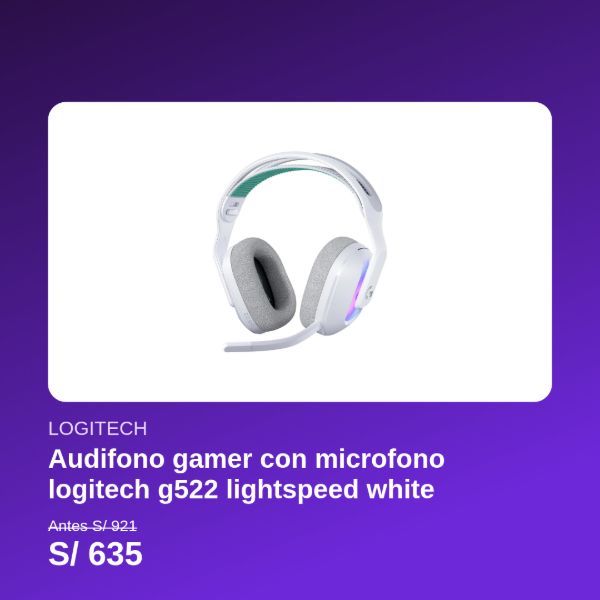 LOGITECH
Audifono gamer con microfono
logitech g522 lightspeed white
Antes S/ 921
S/ 635